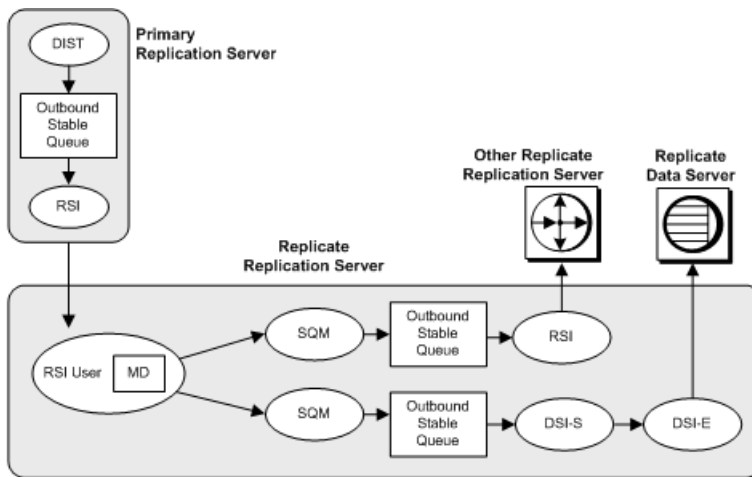 DIST
Primary
Replication Server
Outbound
Stable
Queue
RSI
Other Replicate
Replication Server
Replicate
Data Server
Replicate
Replication Server
RSI User
MD
SQM
Outbound
Stable
Queue
RSI
SQM
Outbound
Stable
Queue
DSI-S
DSI-E